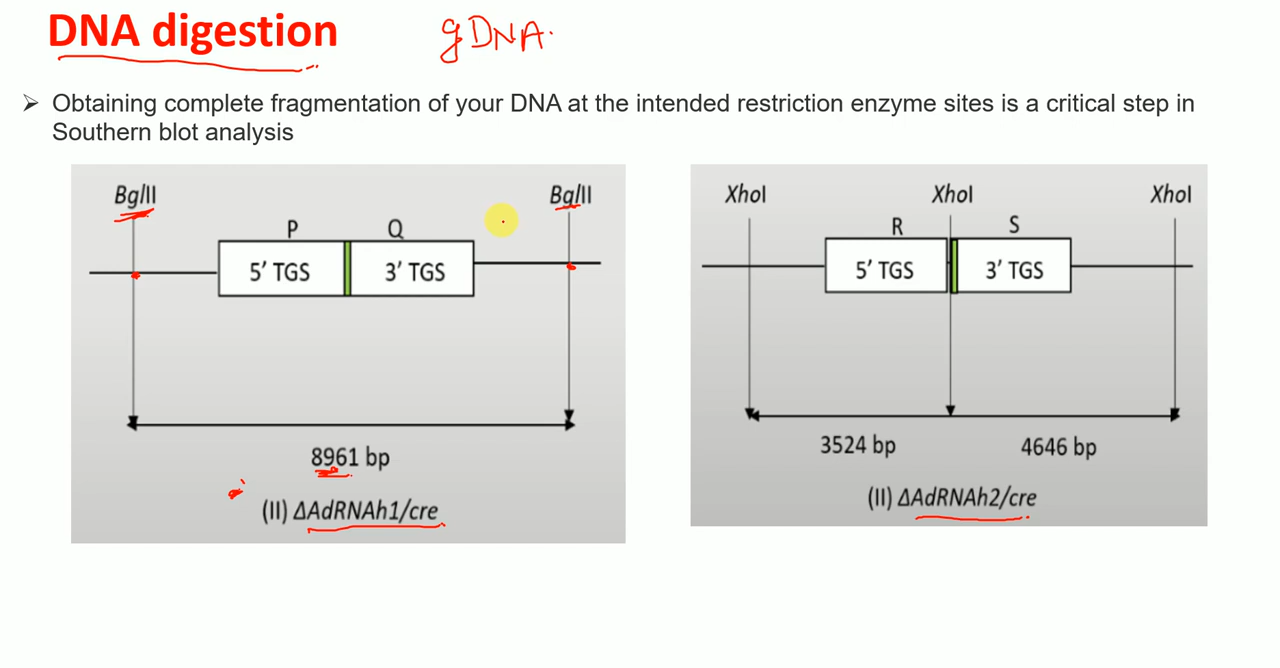 DNA digestion
gDNA.
➢ Obtaining complete fragmentation of your DNA at the intended restriction enzyme sites is a critical step in
Southern blot analysis
BglII
BglII
P
Q
5′ TGS
3′ TGS
8961 bp
(II) ΔAdRNAh1/cre
XhoI
XhoI
XhoI
R
S
5′ TGS
3′ TGS
3524 bp
4646 bp
(II) ΔAdRNAh2/cre